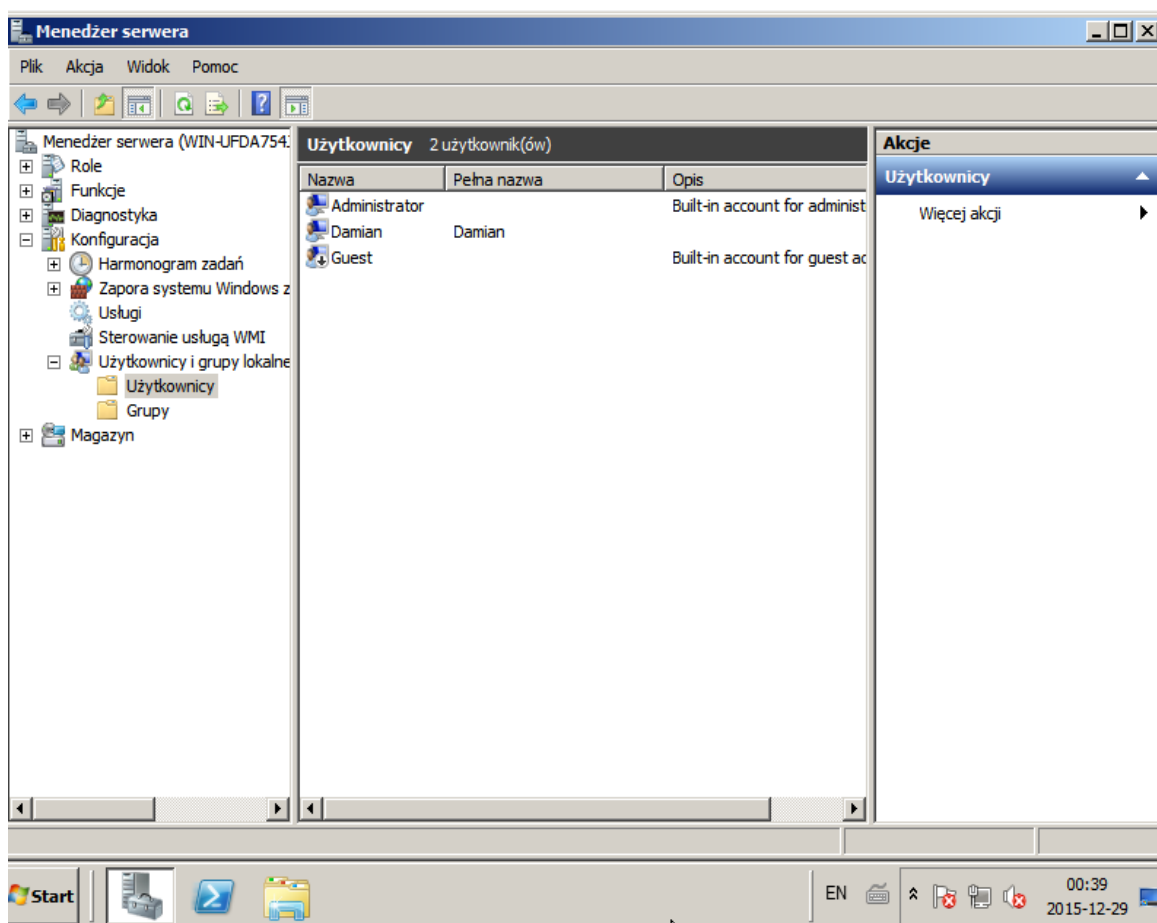 Menedżer serwera
Plik Akcja Widok Pomoc
Menedżer serwera (WIN-UFDA754J
Role
Funkcje
Diagnostyka
Konfiguracja
Harmonogram zadań
Zapora systemu Windows z
Usługi
Sterowanie usługą WMI
Użytkownicy i grupy lokalne
Użytkownicy
Grupy
Magazyn
Użytkownicy 2 użytkownik(ów)
Nazwa Pełna nazwa Opis
Administrator Built-in account for administ
Damian Damian
Guest Built-in account for guest ac
Akcje
Użytkownicy
Więcej akcji
Start
EN
00:39
2015-12-29